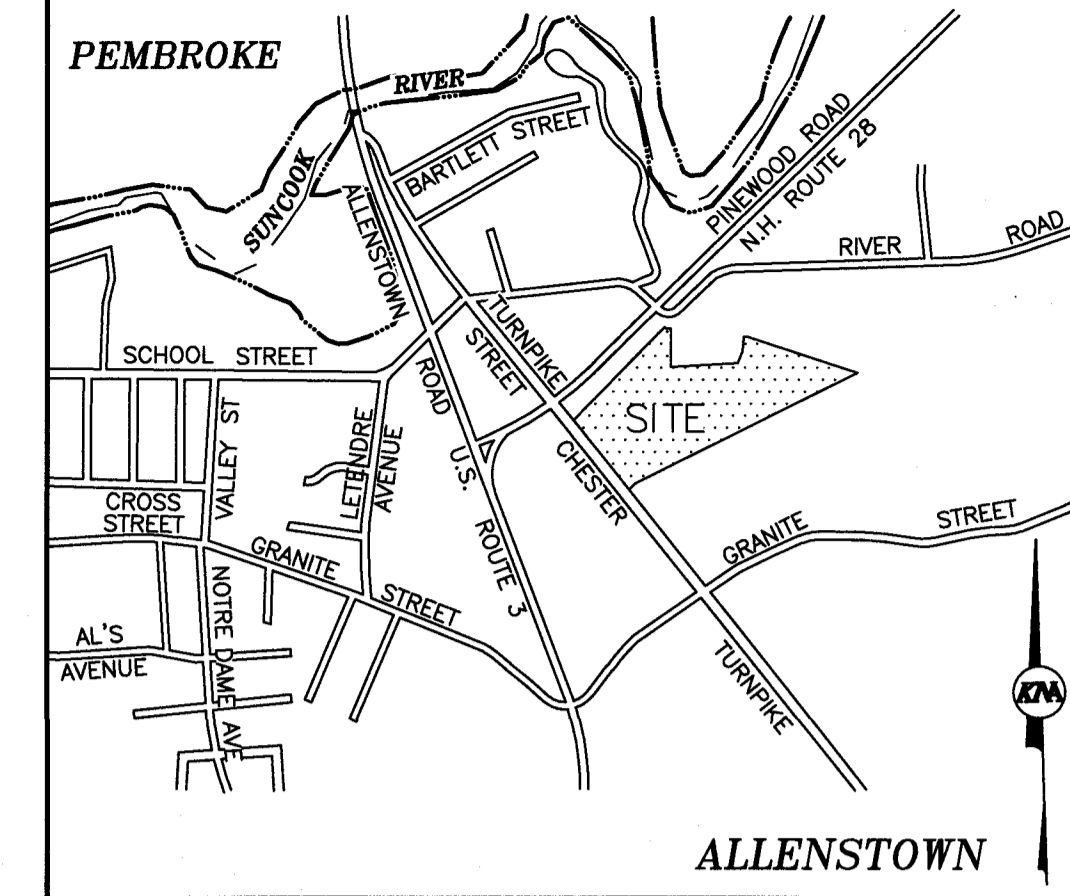 PEMBROKE
RIVER
SUNCOOK
BARTLETT STREET
PINEWOOD ROAD
N.H. ROUTE 28
RIVER ROAD
ALLENSTOWN ROAD
TURNPIKE STREET
SCHOOL STREET
SITE
VALLEY ST
LETENDRE AVENUE
U.S. ROUTE 3
CHESTER TURNPIKE
CROSS STREET
GRANITE STREET
GRANITE STREET
NOTRE DAME AVE
AL'S AVENUE
KNA
ALLENSTOWN